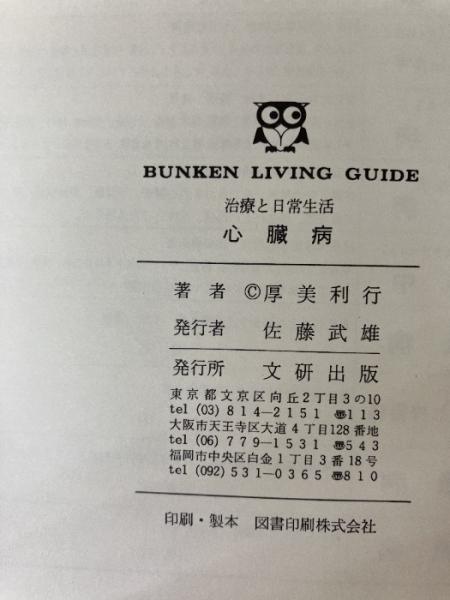 BUNKEN LIVING GUIDE
治療と日常生活
心臓病
著者 ©厚美利行
発行者 佐藤武雄
発行所 文研出版
東京都文京区向丘2丁目3の10
tel (03) 814—2151 〠113
大阪市天王寺区大道4丁目128番地
tel (06) 779—1531 〠543
福岡市中央区白金1丁目3番18号
tel (092) 531—0365 〠810
印刷・製本 図書印刷株式会社